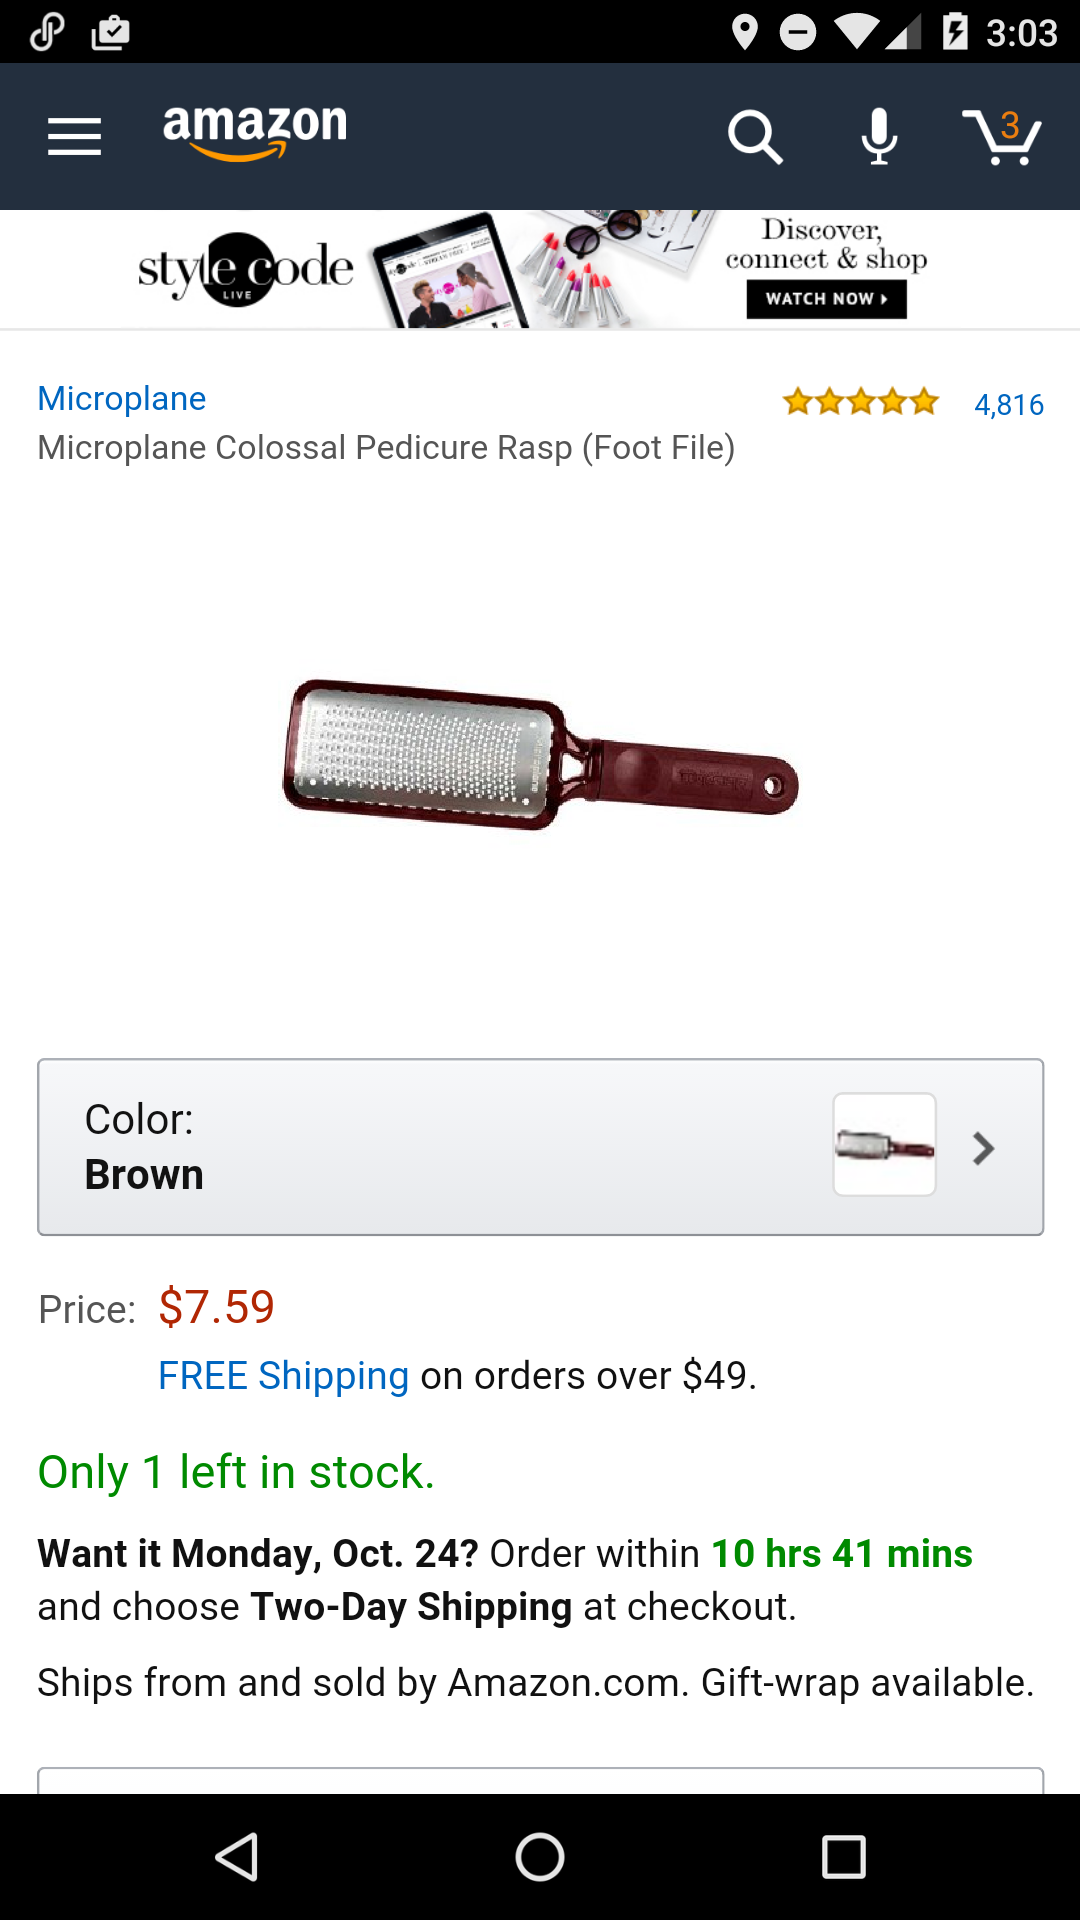 3:03
amazon
3
style code
LIVE
Discover,
connect & shop
WATCH NOW
Microplane
4,816
Microplane Colossal Pedicure Rasp (Foot File)
Color:
Brown
Price: $7.59
FREE Shipping on orders over $49.
Only 1 left in stock.
Want it Monday, Oct. 24? Order within 10 hrs 41 mins
and choose Two-Day Shipping at checkout.
Ships from and sold by Amazon.com. Gift-wrap available.